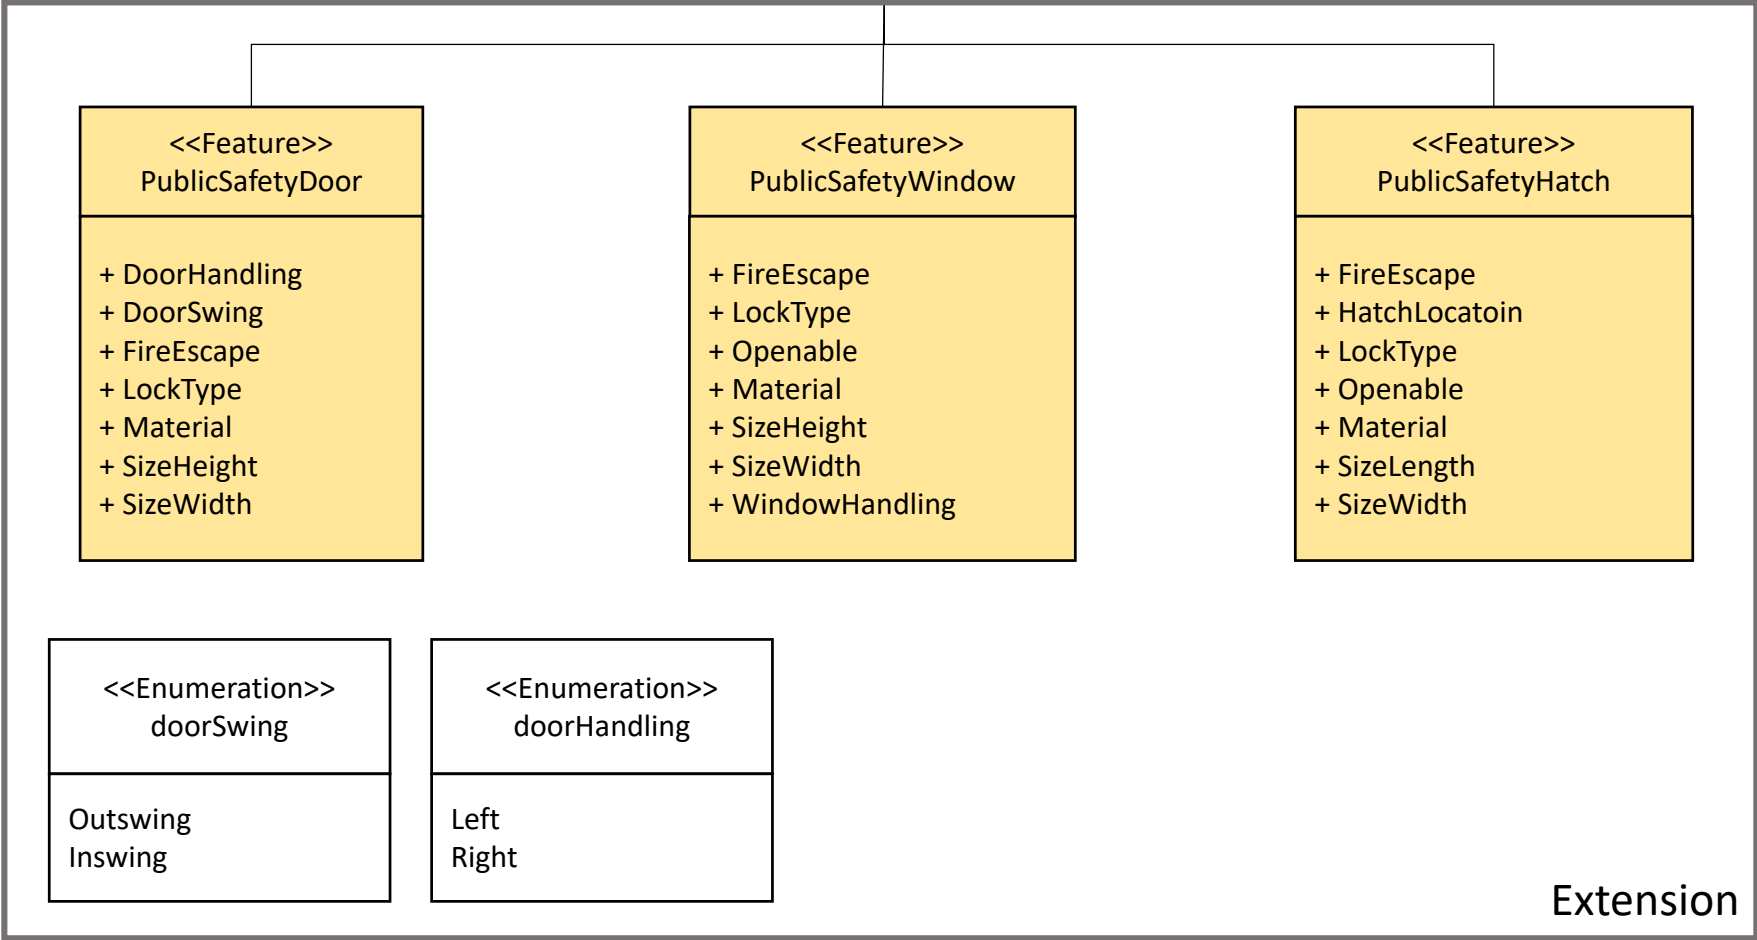 <<Feature>>
PublicSafetyDoor
+ DoorHandling
+ DoorSwing
+ FireEscape
+ LockType
+ Material
+ SizeHeight
+ SizeWidth
<<Feature>>
PublicSafetyWindow
+ FireEscape
+ LockType
+ Openable
+ Material
+ SizeHeight
+ SizeWidth
+ WindowHandling
<<Feature>>
PublicSafetyHatch
+ FireEscape
+ HatchLocatoin
+ LockType
+ Openable
+ Material
+ SizeLength
+ SizeWidth
<<Enumeration>>
doorSwing
Outswing
Inswing
<<Enumeration>>
doorHandling
Left
Right
Extension